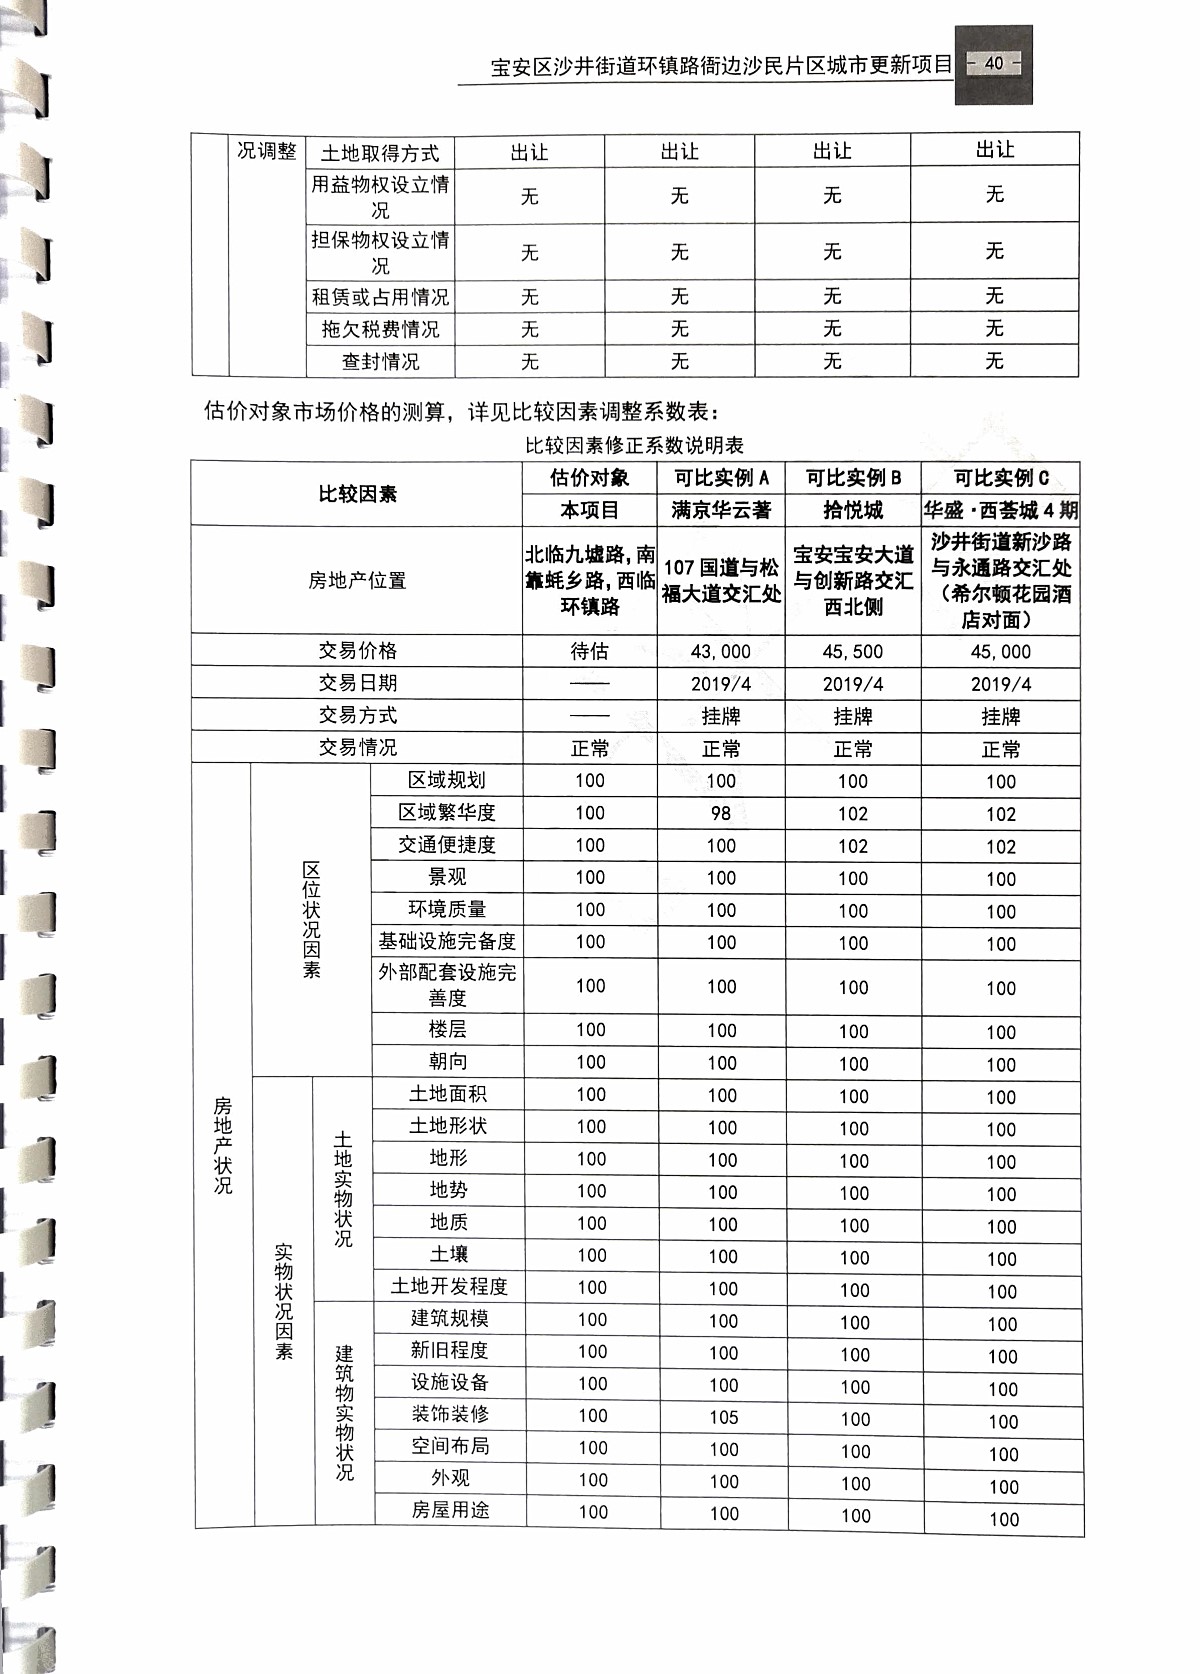 宝安区沙井街道环镇路衙边沙民片区城市更新项目 - 40 -
况调整 土地取得方式 出让 出让 出让 出让
用益物权设立情
况 无 无 无 无
担保物权设立情
况 无 无 无 无
租赁或占用情况 无 无 无 无
拖欠税费情况 无 无 无 无
查封情况 无 无 无 无
估价对象市场价格的测算，详见比较因素调整系数表：
比较因素修正系数说明表
比较因素 估价对象 可比实例 A 可比实例 B 可比实例 C
本项目 满京华云著 拾悦城 华盛·西荟城 4 期
房地产位置
北临九墟路，南
靠蚝乡路，西临
环镇路
107 国道与松
福大道交汇处
宝安宝安大道
与创新路交汇
西北侧
沙井街道新沙路
与永通路交汇处
（希尔顿花园酒
店对面）
交易价格 待估 43,000 45,500 45,000
交易日期 —— 2019/4 2019/4 2019/4
交易方式 —— 挂牌 挂牌 挂牌
交易情况 正常 正常 正常 正常
房地产状况
区位状况因素
区域规划 100 100 100 100
区域繁华度 100 98 102 102
交通便捷度 100 100 102 102
景观 100 100 100 100
环境质量 100 100 100 100
基础设施完备度 100 100 100 100
外部配套设施完
善度 100 100 100 100
楼层 100 100 100 100
朝向 100 100 100 100
实物状况因素
土地实物状况
土地面积 100 100 100 100
土地形状 100 100 100 100
地形 100 100 100 100
地势 100 100 100 100
地质 100 100 100 100
土壤 100 100 100 100
土地开发程度 100 100 100 100
建筑物实物状况
建筑规模 100 100 100 100
新旧程度 100 100 100 100
设施设备 100 100 100 100
装饰装修 100 105 100 100
空间布局 100 100 100 100
外观 100 100 100 100
房屋用途 100 100 100 100